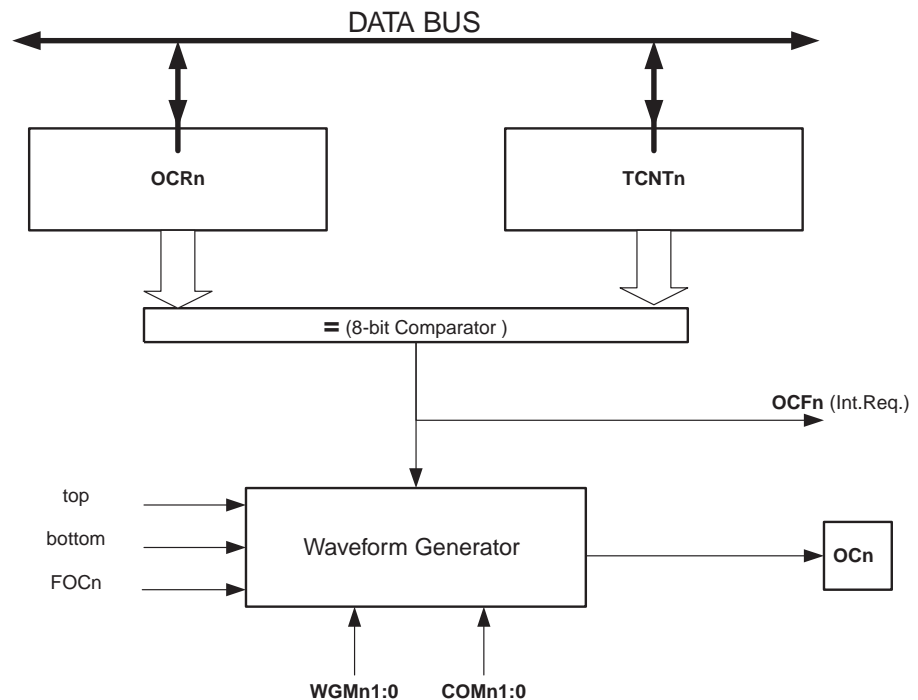 DATA BUS
OCRn
TCNTn
= (8-bit Comparator )
OCFn (Int.Req.)
top
bottom
FOCn
Waveform Generator
OCn
WGMn1:0
COMn1:0